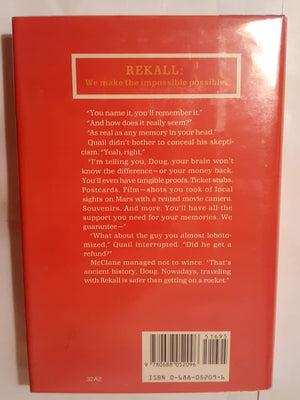 REKALL:
We make the impossible possible.
"You name it, you'll remember it."
"And how does it really seem?"
"As real as any memory in your head."
Quail didn't bother to conceal his skepti-
cism. "Yeah, right."
"I'm telling you, Doug, your brain won't
know the difference—or your money back.
You'll even have tangible proofs. Ticket stubs.
Postcards. Film—shots you took of local
sights on Mars with a rented movie camera.
Souvenirs. And more. You'll have all the
support you need for your memories. We
guarantee—"
"What about the guy you almost loboto-
mized," Quail interrupted. "Did he get a
refund?"
McClane managed not to wince. "That's
ancient history, Doug. Nowadays, traveling
with Rekall is safer than getting on a rocket."
51695
9 780688 052096
ISBN 0-688-05209-6
32A2